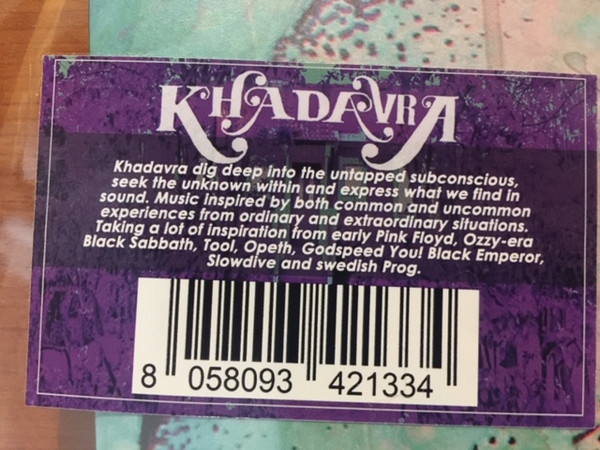 KHADAVRA
Khadavra dig deep into the untapped subconscious,
seek the unknown within and express what we find in
sound. Music inspired by both common and uncommon
experiences from ordinary and extraordinary situations.
Taking a lot of inspiration from early Pink Floyd, Ozzy-era
Black Sabbath, Tool, Opeth, Godspeed You! Black Emperor,
Slowdive and swedish Prog.
8 058093 421334